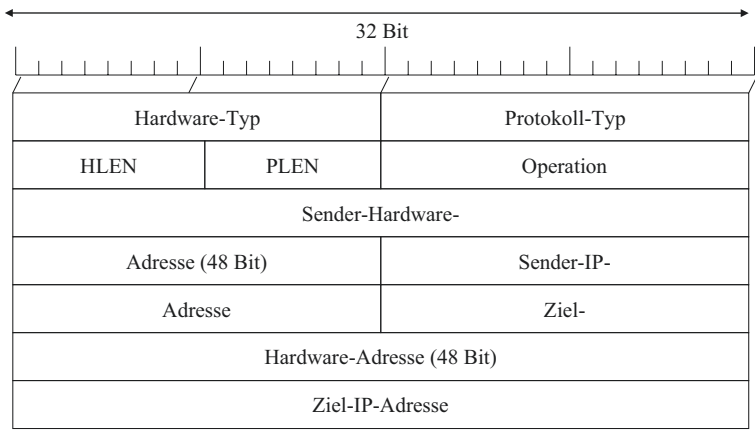 32 Bit
Hardware-Typ
Protokoll-Typ
HLEN
PLEN
Operation
Sender-Hardware-
Adresse (48 Bit)
Sender-IP-
Adresse
Ziel-
Hardware-Adresse (48 Bit)
Ziel-IP-Adresse